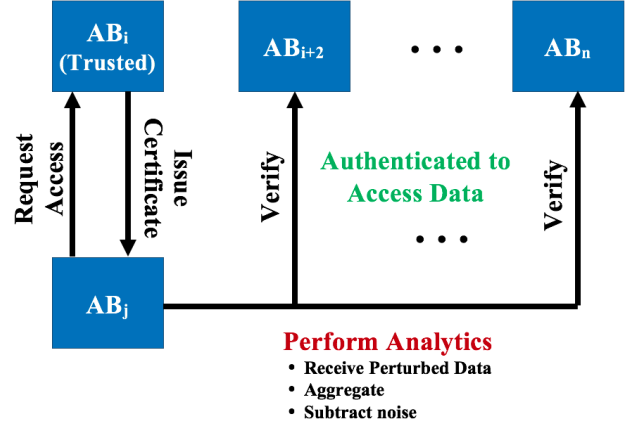 ABi
(Trusted)
ABi+2
• • •
ABn
Request
Access
Issue
Certificate
Verify
Authenticated to
Access Data
• • •
Verify
ABj
Perform Analytics
• Receive Perturbed Data
• Aggregate
• Subtract noise